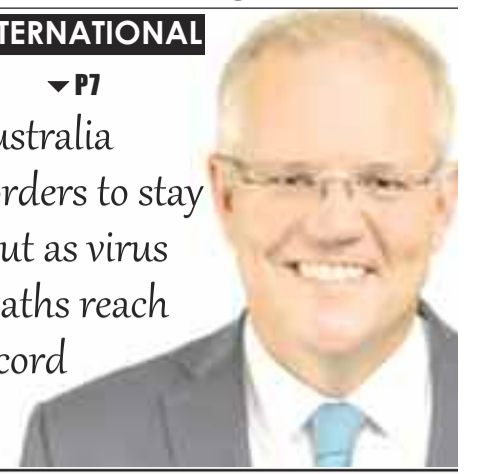 TERNATIONAL
P7
ustralia
rders to stay
ut as virus
aths reach
cord